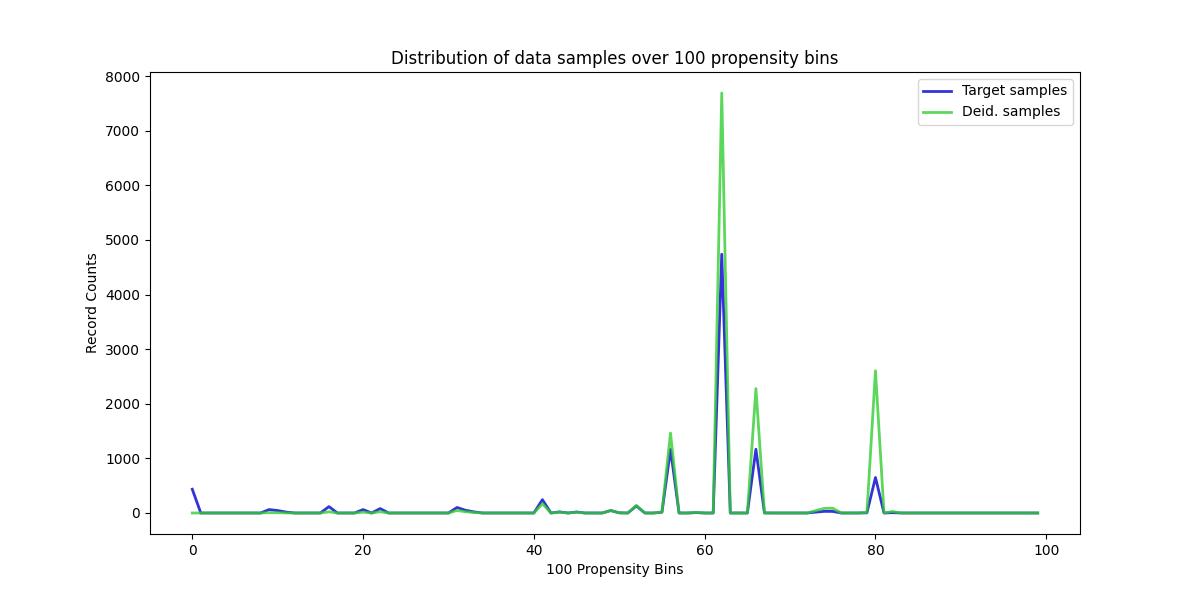 Distribution of data samples over 100 propensity bins
8000
7000
6000
5000
4000
3000
2000
1000
0
Record Counts
Target samples
Deid. samples
0 20 40 60 80 100
100 Propensity Bins